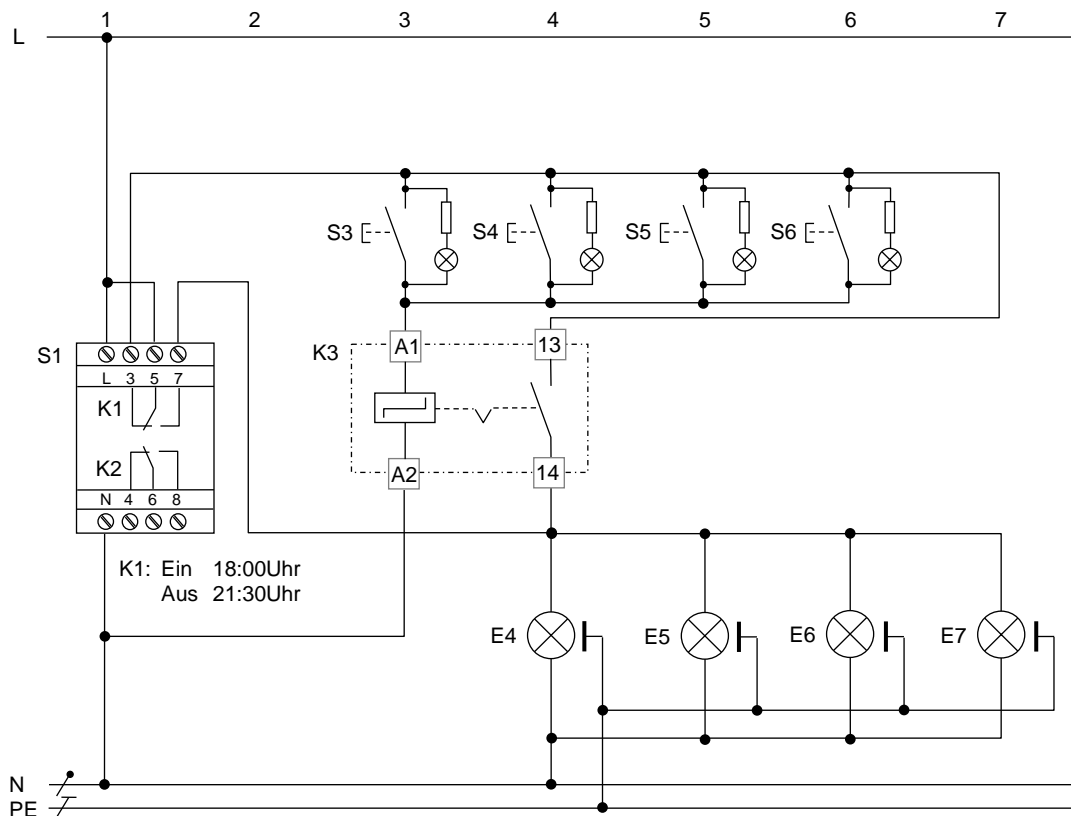 1 2 3 4 5 6 7
L
S3 S4 S5 S6
S1
K3 A1 13
L 3 5 7
K1
K2
A2 14
N 4 6 8
K1: Ein 18:00Uhr
Aus 21:30Uhr
E4 E5 E6 E7
N
PE